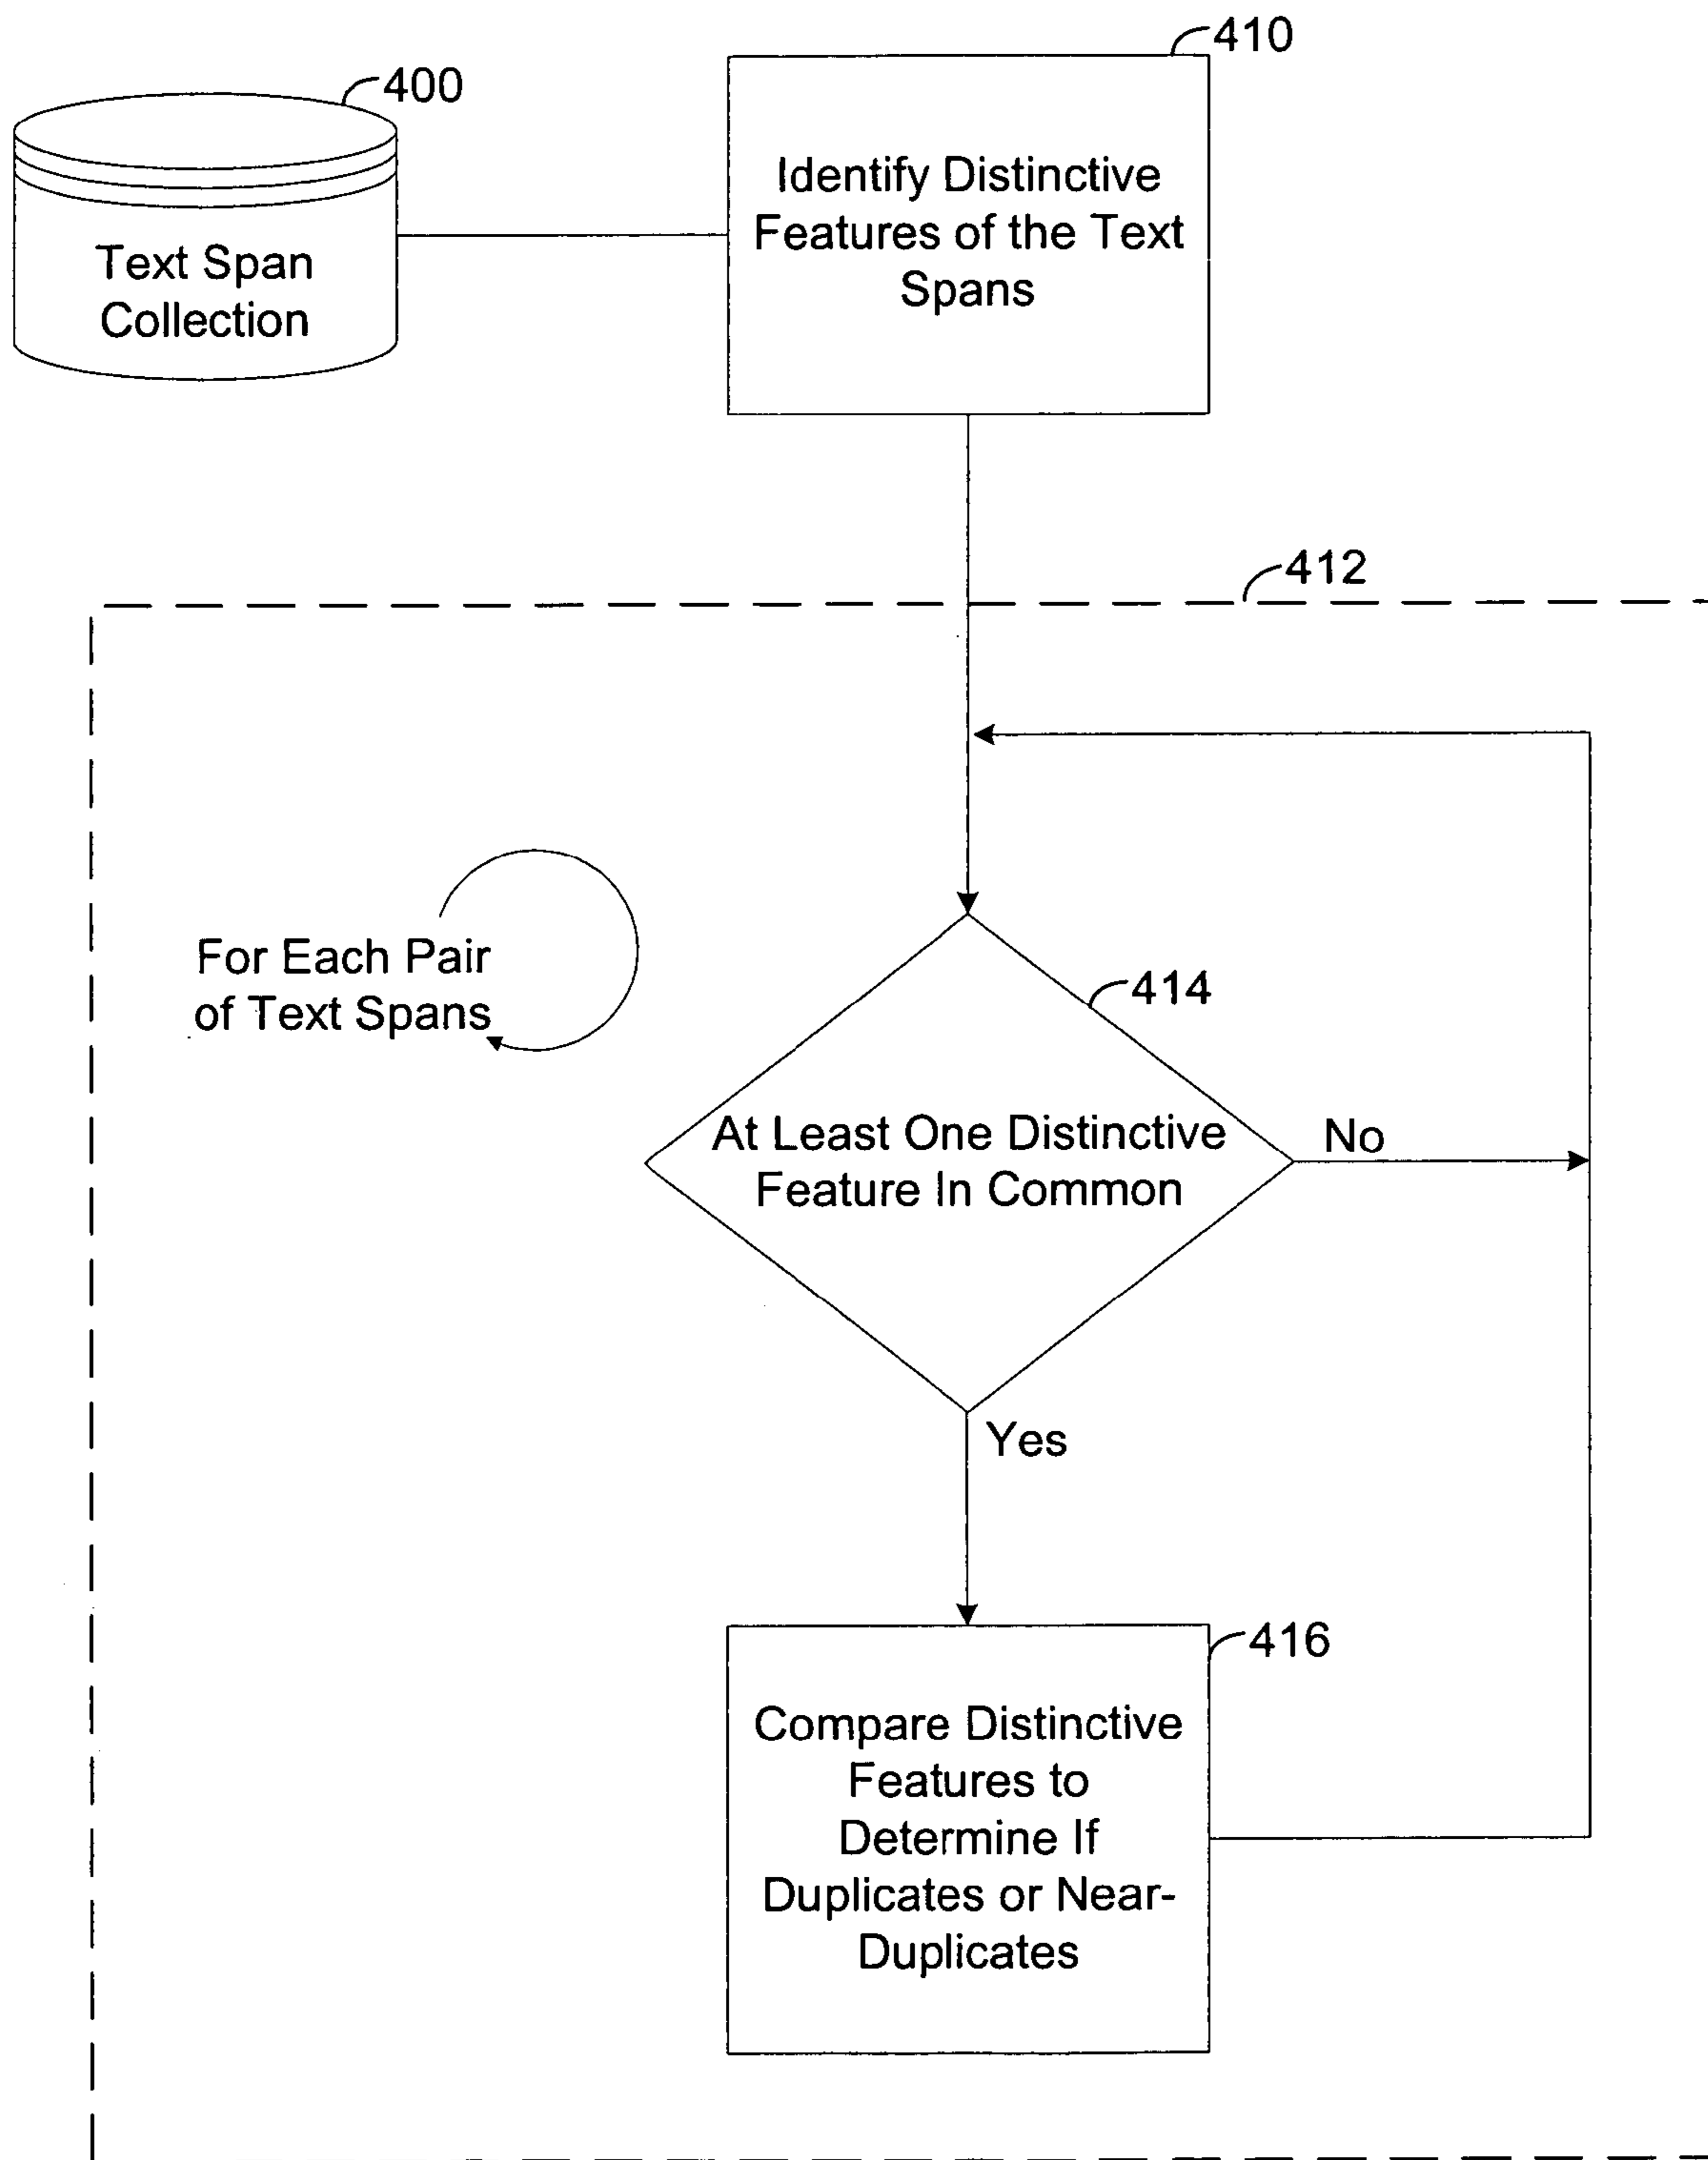 410
400
Identify Distinctive
Features of the Text
Spans
Text Span
Collection
412
For Each Pair
of Text Spans
414
At Least One Distinctive
Feature In Common
No
Yes
416
Compare Distinctive
Features to
Determine If
Duplicates or Near-
Duplicates